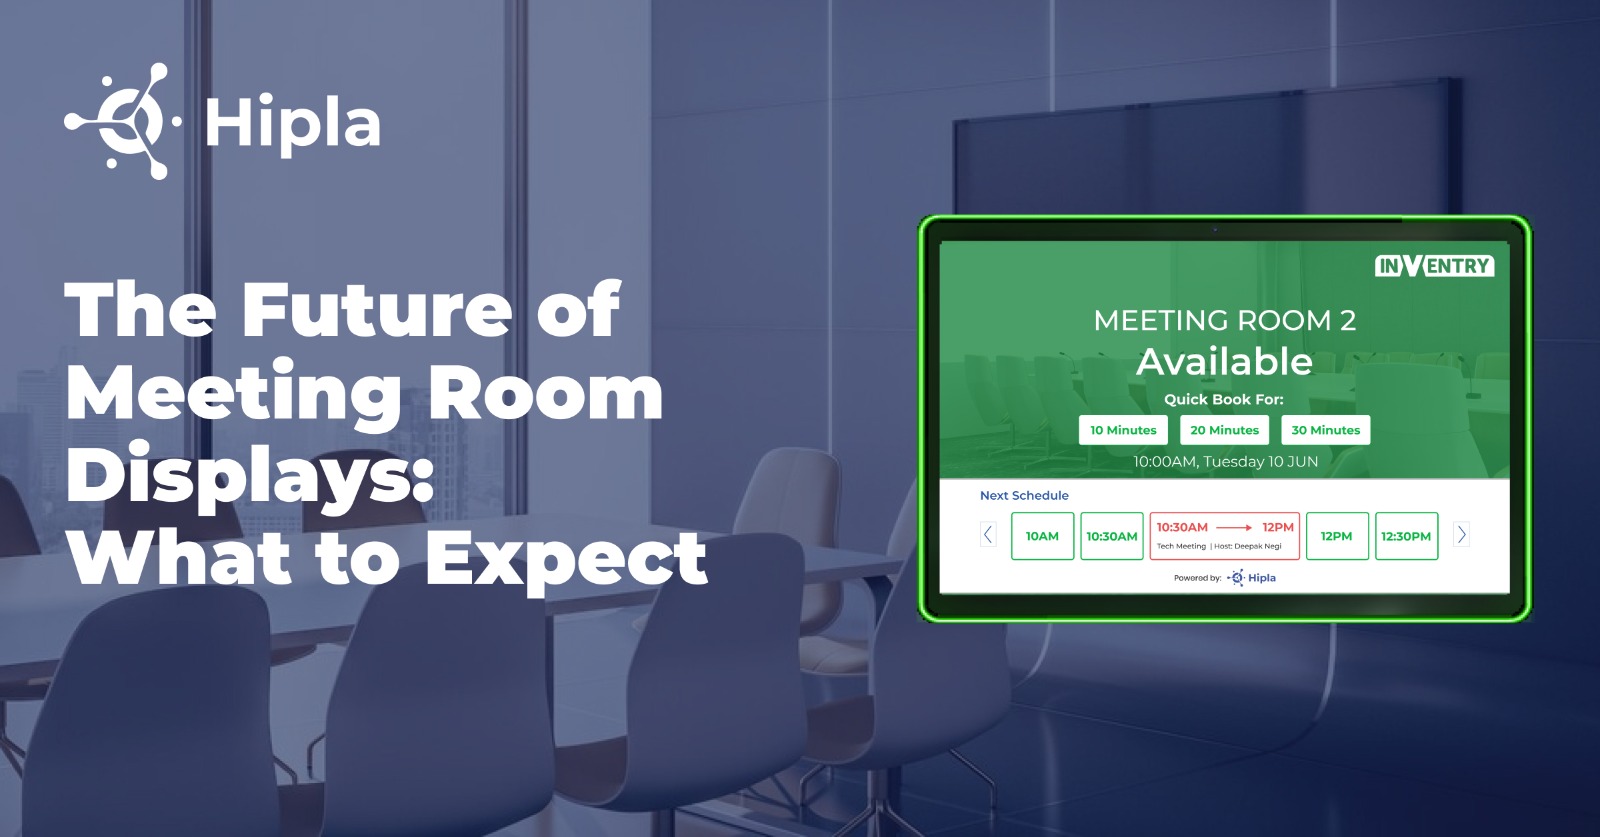 Hipla
The Future of
Meeting Room
Displays:
What to Expect
INVENTRY
MEETING ROOM 2
Available
Quick Book For:
10 Minutes 20 Minutes 30 Minutes
10:00AM, Tuesday 10 JUN
Next Schedule
10AM 10:30AM 10:30AM 12PM 12PM 12:30PM
Tech Meeting | Host: Deepak Negi
Powered by: Hipla